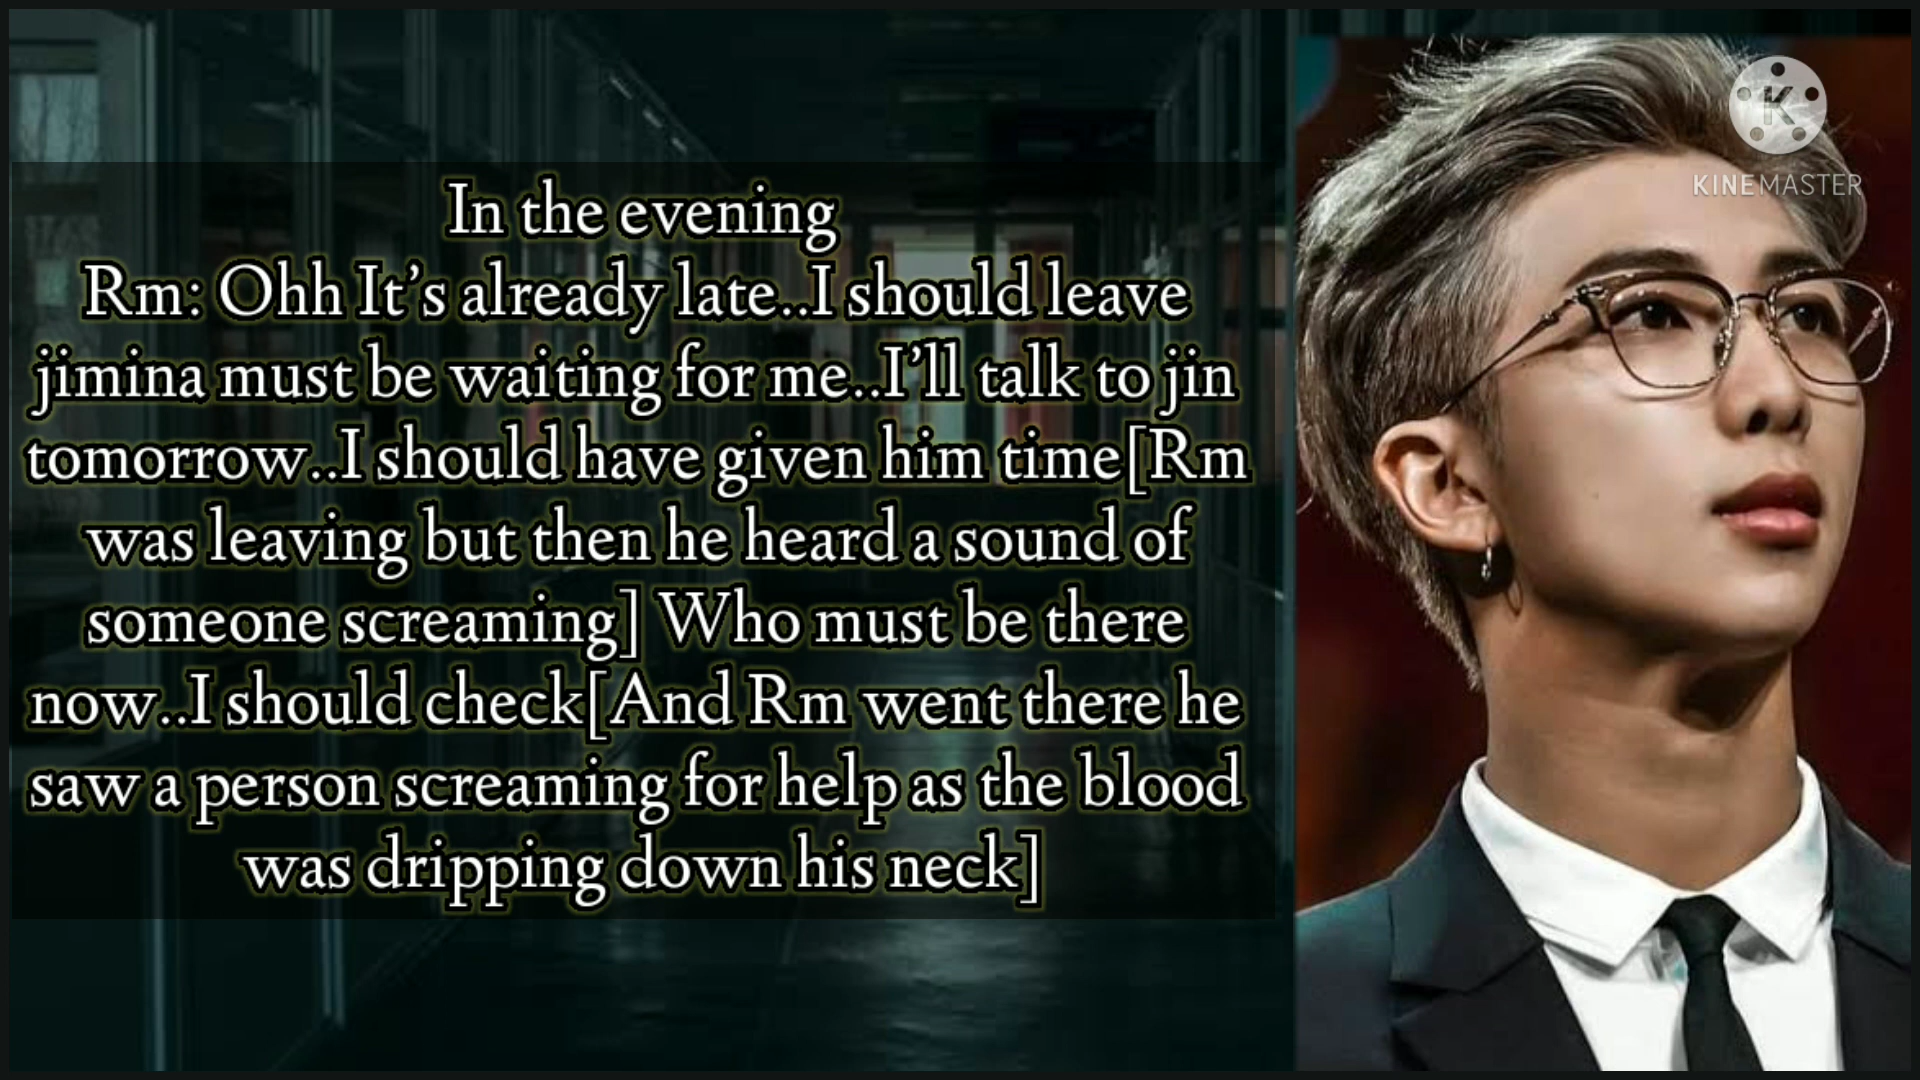 In the evening
Rm: Ohh It's already late..I should leave
jimina must be waiting for me..I'll talk to jin
tomorrow..I should have given him time[Rm
was leaving but then he heard a sound of
someone screaming] Who must be there
now..I should check[And Rm went there he
saw a person screaming for help as the blood
was dripping down his neck]
K
KINEMASTER